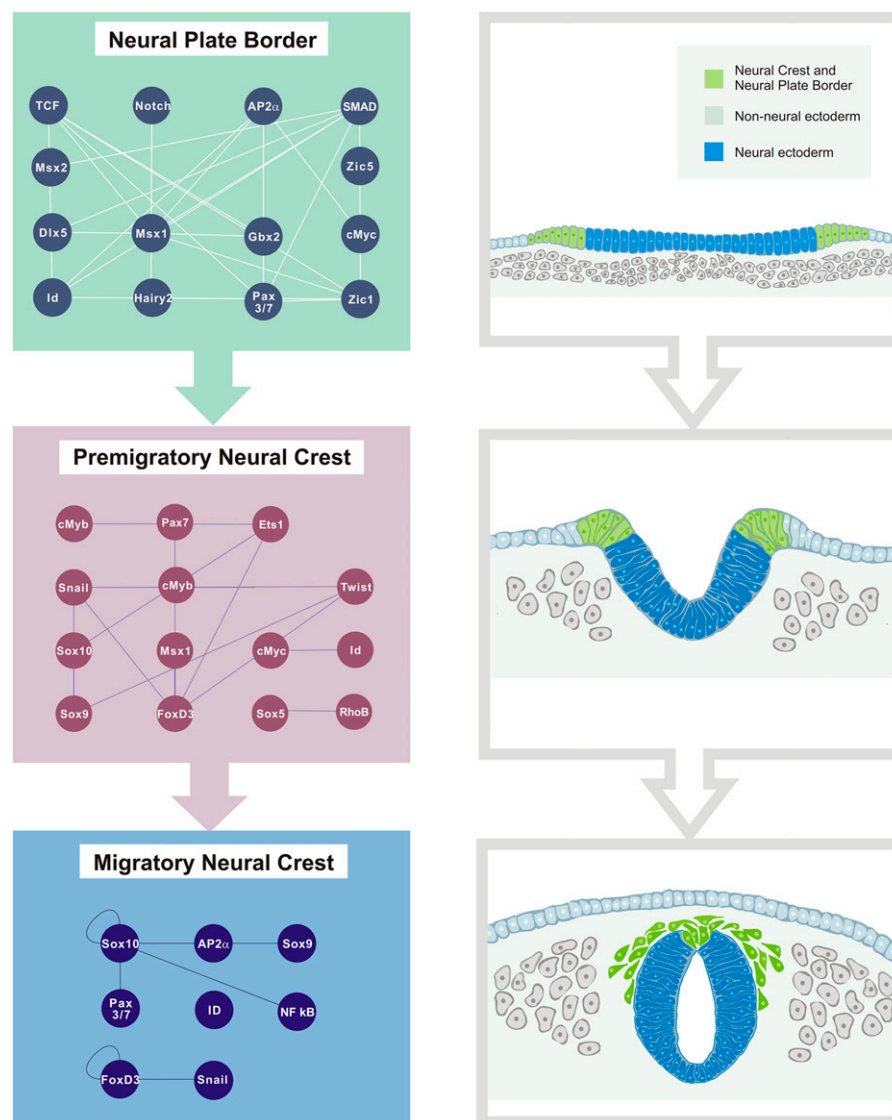 Neural Plate Border
TCF
Notch
AP2α
SMAD
Msx2
Zic5
Dlx5
Msx1
Gbx2
cMyc
Id
Hairy2
Pax
3/7
Zic1
Neural Crest and
Neural Plate Border
Non-neural ectoderm
Neural ectoderm
Premigratory Neural Crest
cMyb
Pax7
Ets1
Snail
cMyb
Twist
Sox10
Msx1
cMyc
Id
Sox9
FoxD3
Sox5
RhoB
Migratory Neural Crest
Sox10
AP2α
Sox9
Pax
3/7
ID
NF kB
FoxD3
Snail